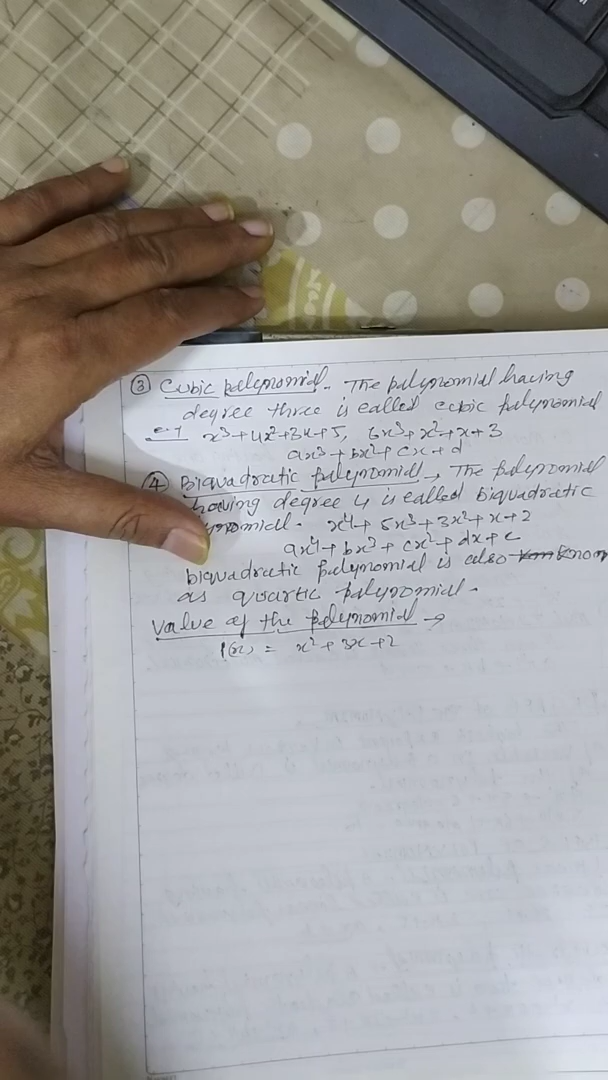 ③ Cubic polynomial. The polynomial having
degree three is called cubic polynomial
e.g x³+4x²+3x+5, 6x³+x²+x+3
ax³+bx²+cx+d
④ Biquadratic polynomial → The polynomial
having degree 4 is called biquadratic
x⁴+5x³+3x²+x+2
ax⁴+bx³+cx²+dx+e
biquadratic polynomial is also
as quartic polynomial.
Value of the polynomial →
P(x) = x²+3x+2